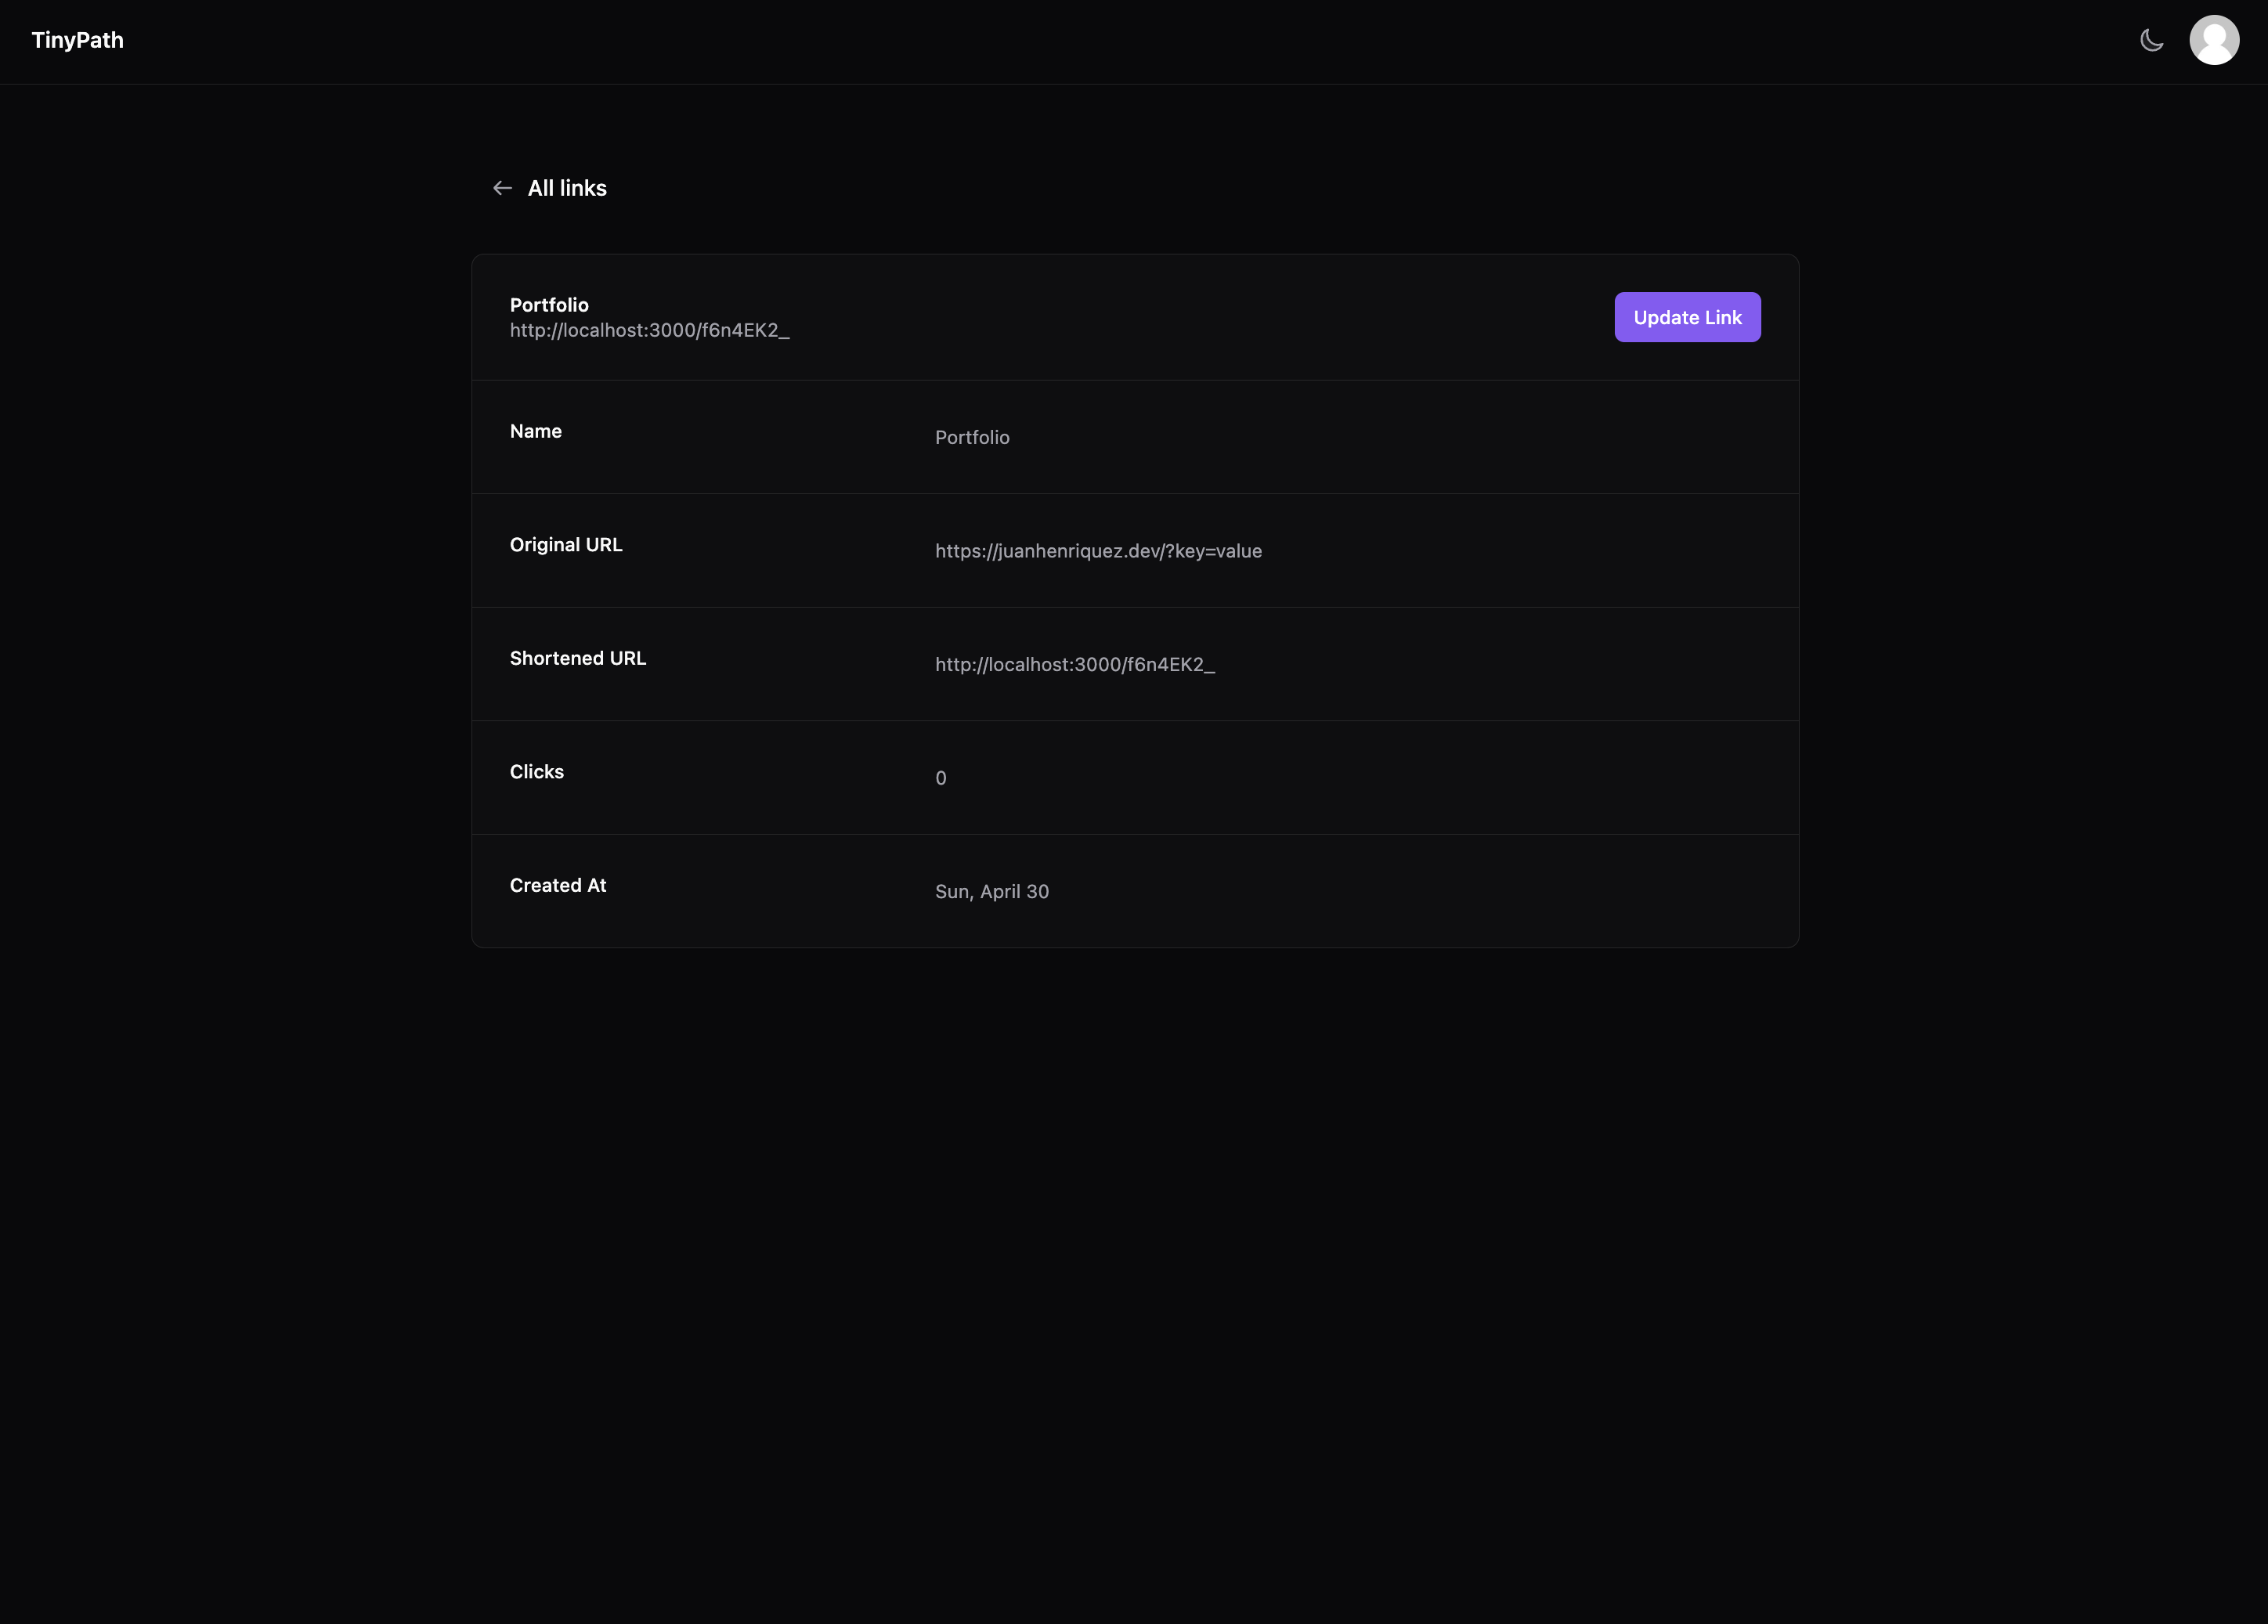 TinyPath
All links
Portfolio
http://localhost:3000/f6n4EK2_
Update Link
Name
Portfolio
Original URL
https://juanhenriquez.dev/?key=value
Shortened URL
http://localhost:3000/f6n4EK2_
Clicks
0
Created At
Sun, April 30